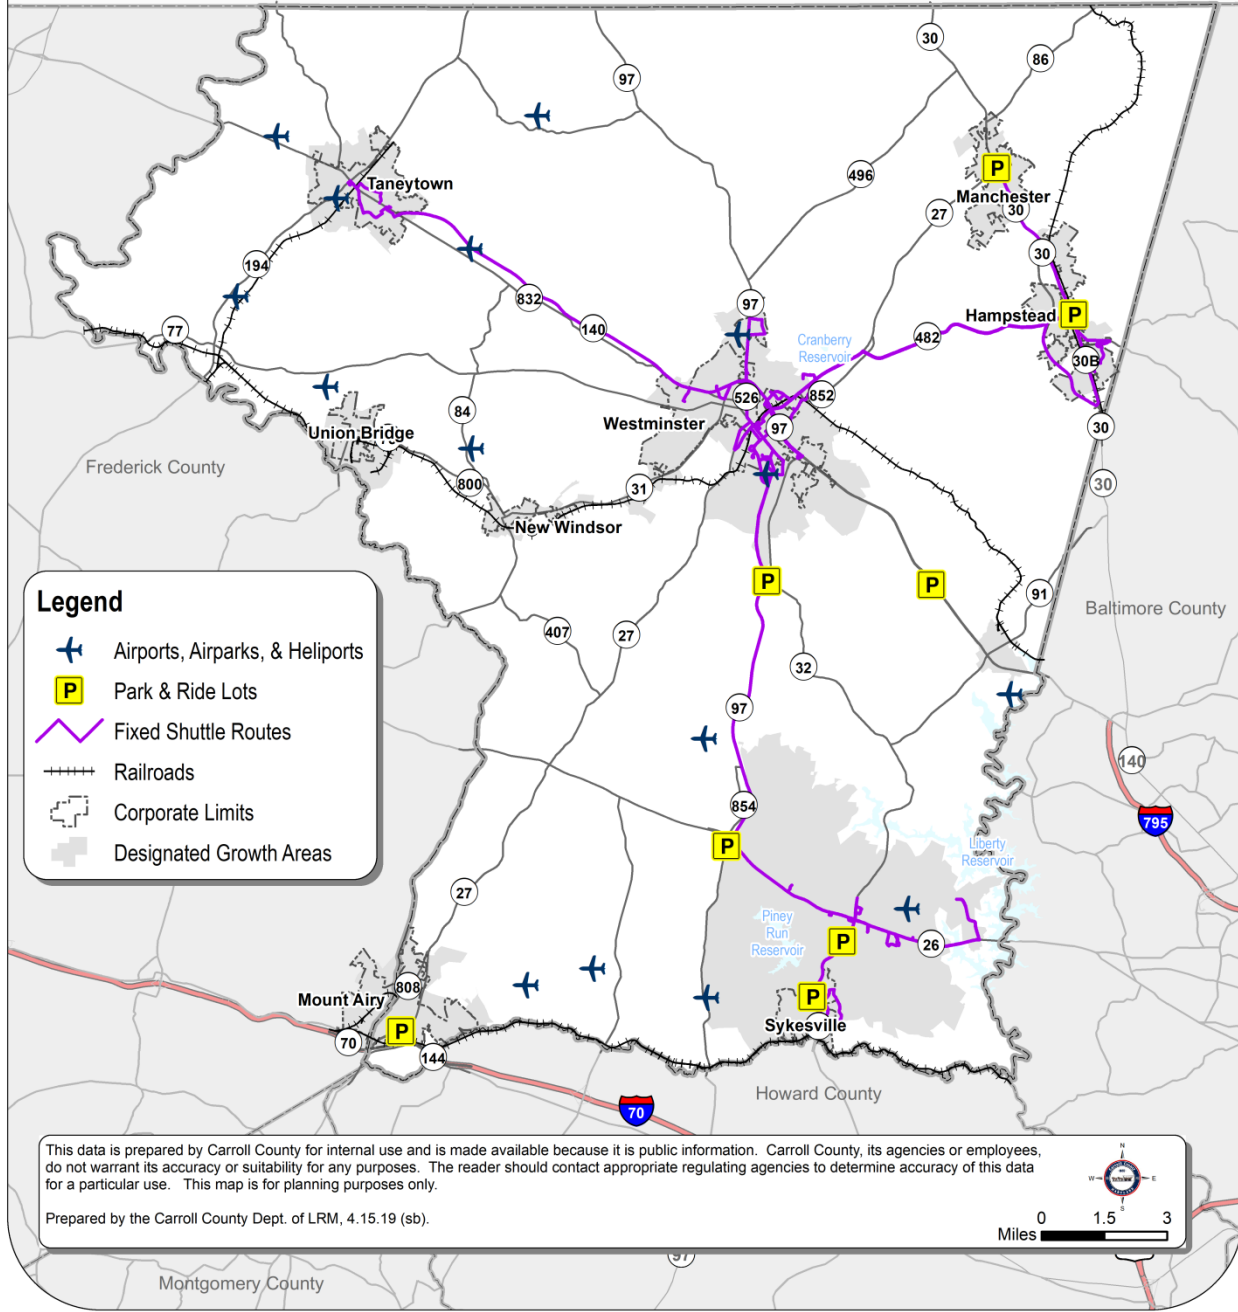 30
86
97
496
Taneytown
Manchester
27
30
30
194
832
97
Hampstead
77
140
Cranberry
Reservoir
482
30B
526
852
84
Westminster
97
30
Union Bridge
Frederick County
800
31
30
New Windsor
Legend
Airports, Airparks, & Heliports
P Park & Ride Lots
Fixed Shuttle Routes
Railroads
Corporate Limits
Designated Growth Areas
P
P
P
P
91
Baltimore County
407
27
32
97
140
854
795
P
Liberty
Reservoir
27
Piney
Run
Reservoir
P
26
808
Mount Airy
P
Sykesville
P
70
144
Howard County
70
This data is prepared by Carroll County for internal use and is made available because it is public information. Carroll County, its agencies or employees,
do not warrant its accuracy or suitability for any purposes. The reader should contact appropriate regulating agencies to determine accuracy of this data
for a particular use. This map is for planning purposes only.
Prepared by the Carroll County Dept. of LRM, 4.15.19 (sb).
N
W E
S
0 1.5 3
Miles
97
Montgomery County